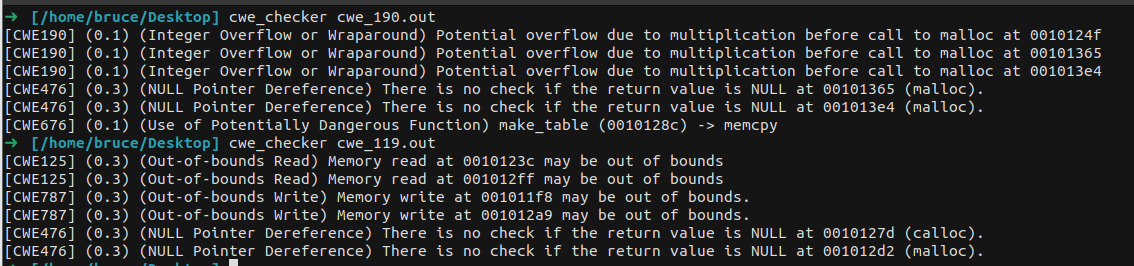 ➜ [/home/bruce/Desktop] cwe_checker cwe_190.out
[CWE190] (0.1) (Integer Overflow or Wraparound) Potential overflow due to multiplication before call to malloc at 0010124f
[CWE190] (0.1) (Integer Overflow or Wraparound) Potential overflow due to multiplication before call to malloc at 00101365
[CWE190] (0.1) (Integer Overflow or Wraparound) Potential overflow due to multiplication before call to malloc at 001013e4
[CWE476] (0.3) (NULL Pointer Dereference) There is no check if the return value is NULL at 00101365 (malloc).
[CWE476] (0.3) (NULL Pointer Dereference) There is no check if the return value is NULL at 001013e4 (malloc).
[CWE676] (0.1) (Use of Potentially Dangerous Function) make_table (0010128c) -> memcpy
➜ [/home/bruce/Desktop] cwe_checker cwe_119.out
[CWE125] (0.3) (Out-of-bounds Read) Memory read at 0010123c may be out of bounds
[CWE125] (0.3) (Out-of-bounds Read) Memory read at 001012ff may be out of bounds
[CWE787] (0.3) (Out-of-bounds Write) Memory write at 001011f8 may be out of bounds.
[CWE787] (0.3) (Out-of-bounds Write) Memory write at 001012a9 may be out of bounds.
[CWE476] (0.3) (NULL Pointer Dereference) There is no check if the return value is NULL at 0010127d (calloc).
[CWE476] (0.3) (NULL Pointer Dereference) There is no check if the return value is NULL at 001012d2 (malloc).
➜ [/home/bruce/Desktop]